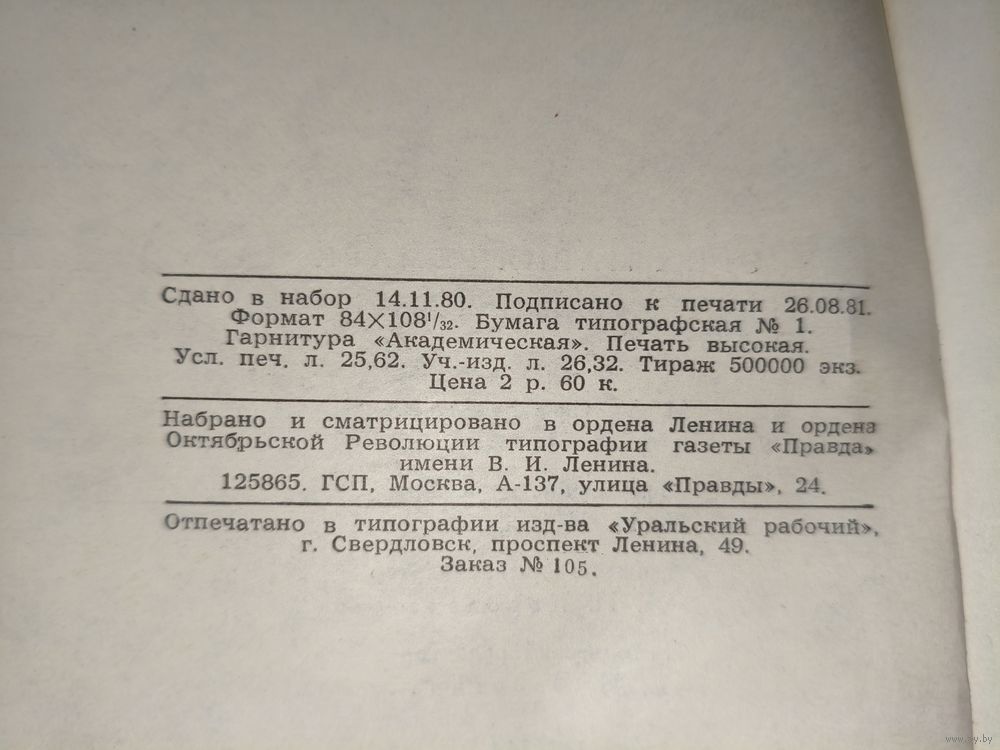 Сдано в набор 14.11.80. Подписано к печати 26.08.81.
Формат 84×108¹/₃₂. Бумага типографская № 1.
Гарнитура «Академическая». Печать высокая.
Усл. печ. л. 25,62. Уч.-изд. л. 26,32. Тираж 500000 экз.
Цена 2 р. 60 к.
Набрано и сматрицировано в ордена Ленина и ордена
Октябрьской Революции типографии газеты «Правда»
имени В. И. Ленина.
125865. ГСП, Москва, А-137, улица «Правды», 24.
Отпечатано в типографии изд-ва «Уральский рабочий»,
г. Свердловск, проспект Ленина, 49.
Заказ № 105.